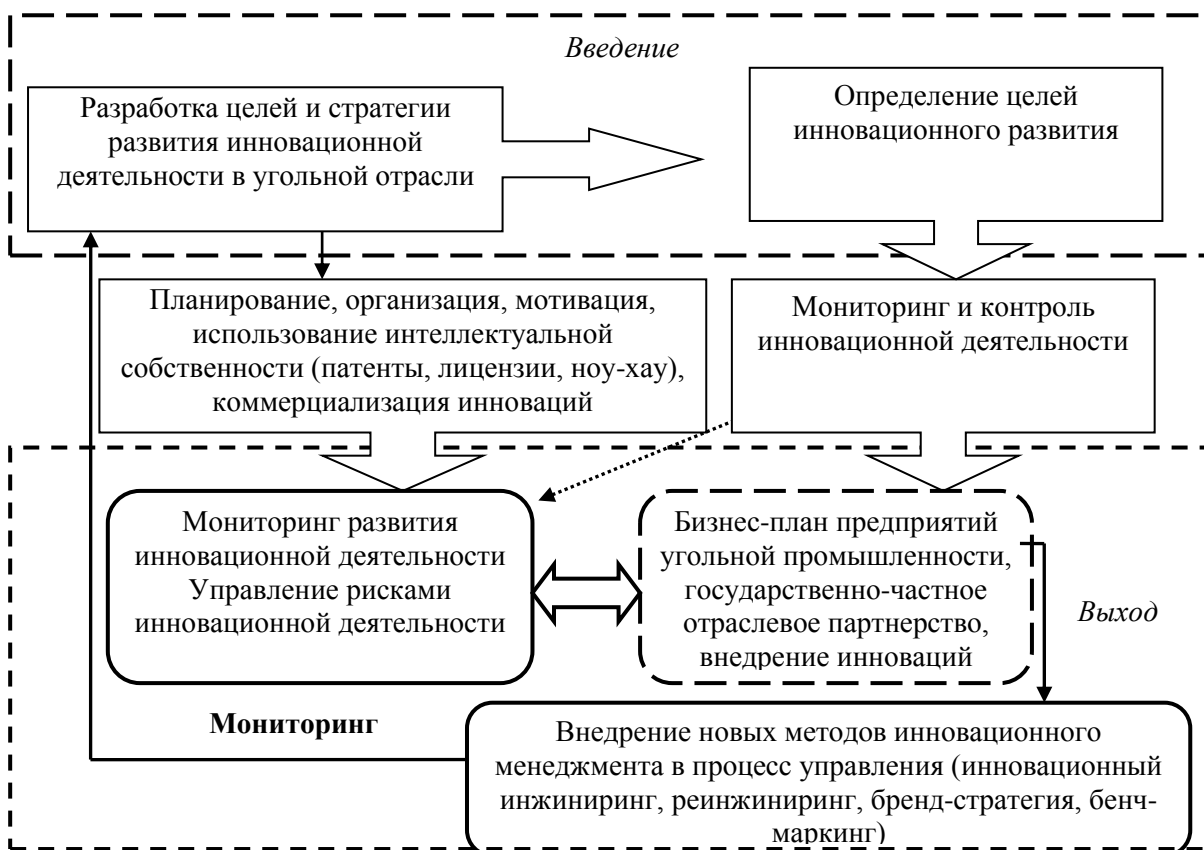 Введение
Разработка целей и стратегии
развития инновационной
деятельности в угольной отрасли
Определение целей
инновационного развития
Планирование, организация, мотивация,
использование интеллектуальной
собственности (патенты, лицензии, ноу-хау),
коммерциализация инноваций
Мониторинг и контроль
инновационной деятельности
Мониторинг развития
инновационной деятельности
Управление рисками
инновационной деятельности
Бизнес-план предприятий
угольной промышленности,
государственно-частное
отраслевое партнерство,
внедрение инноваций
Выход
Мониторинг
Внедрение новых методов инновационного
менеджмента в процесс управления (инновационный
инжиниринг, реинжиниринг, бренд-стратегия, бенч-
маркинг)